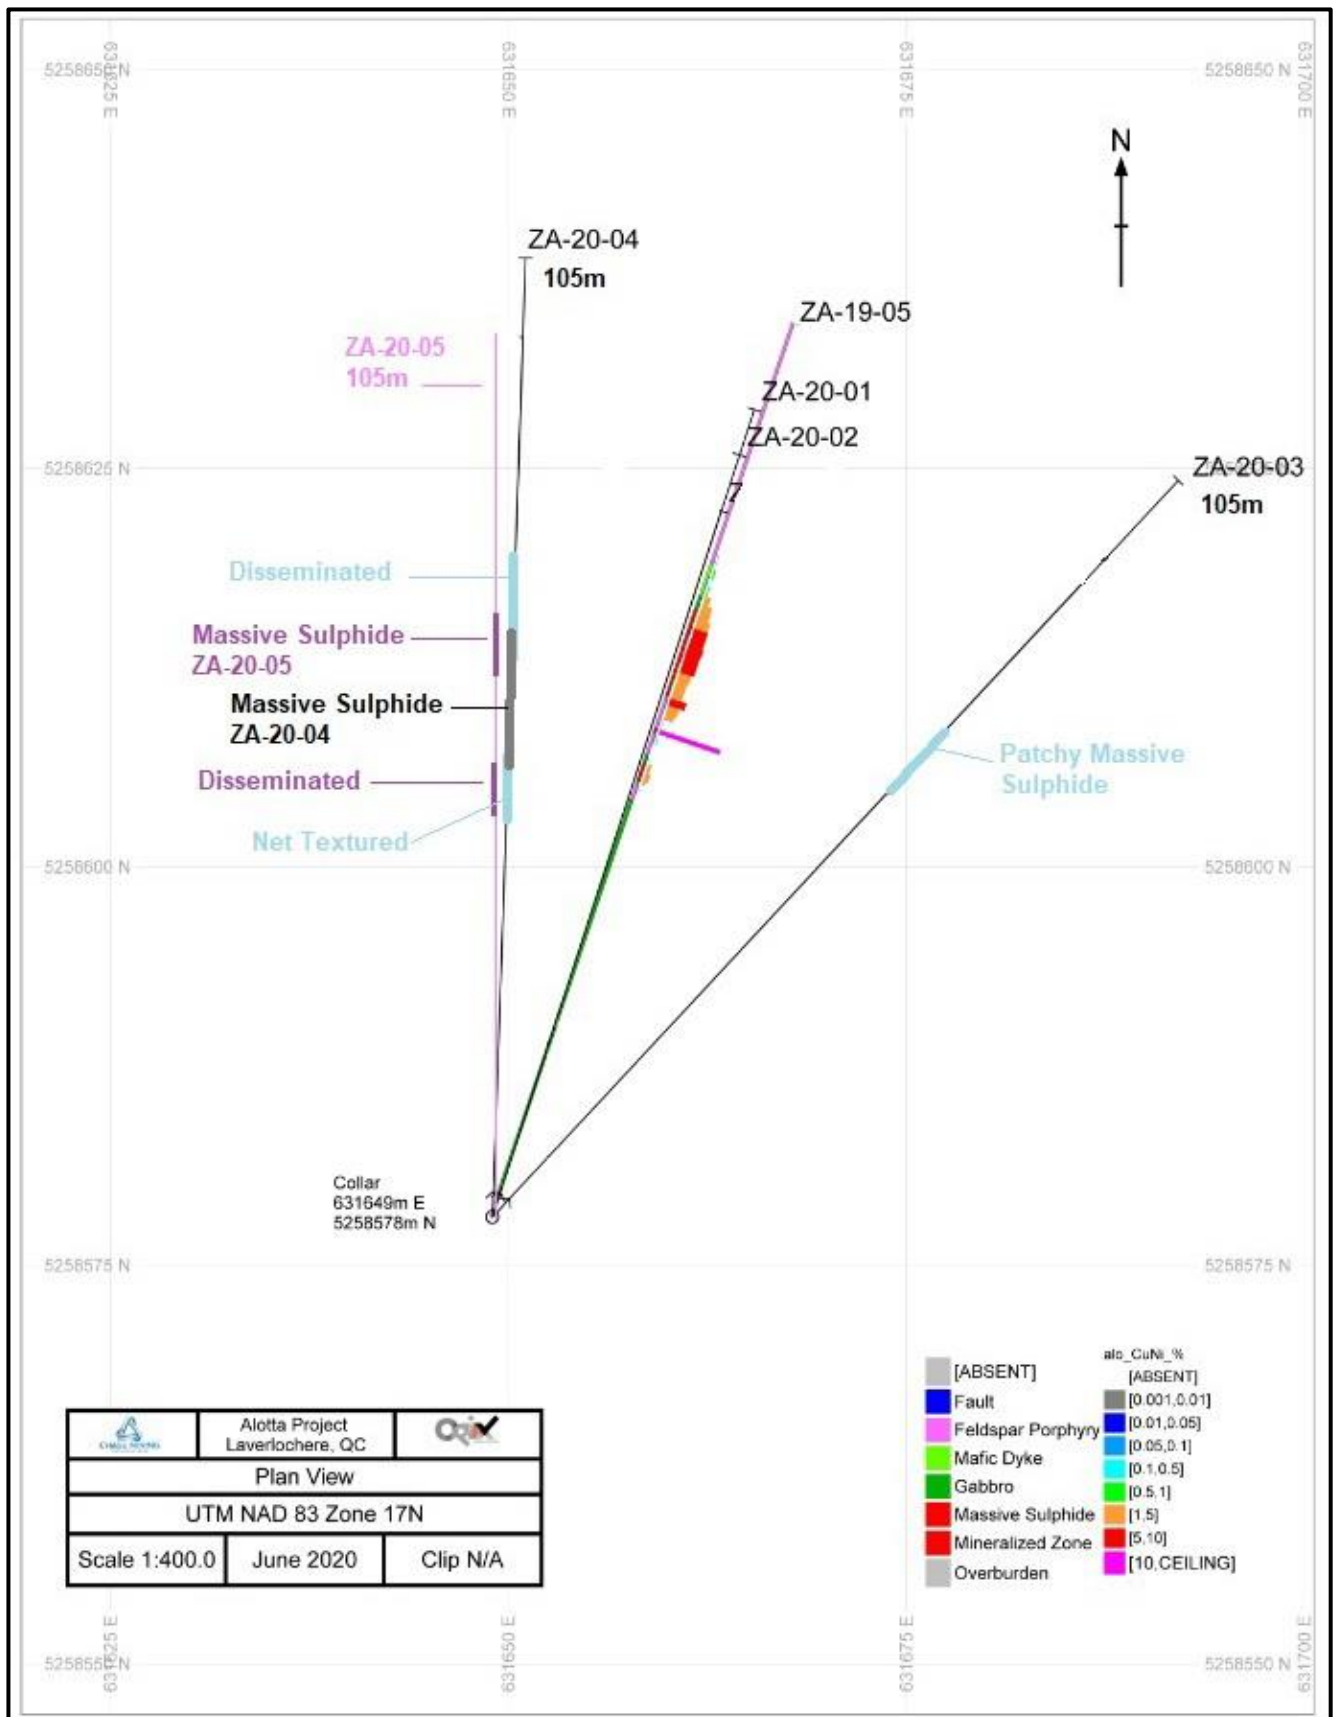 631625 E
631650 E
631675 E
631700 E
5258650 N
5258650 N
N
ZA-20-04
105m
ZA-19-05
ZA-20-05
105m
ZA-20-01
ZA-20-02
5258625 N
ZA-20-03
105m
7
Disseminated
Massive Sulphide
ZA-20-05
Massive Sulphide
ZA-20-04
Disseminated
Net Textured
Patchy Massive
Sulphide
5258600 N
5258600 N
Collar
631649m E
5258578m N
5258575 N
5258575 N
[ABSENT]
Fault
Feldspar Porphyry
Mafic Dyke
Gabbro
Massive Sulphide
Mineralized Zone
Overburden
alo_CuNi_%
[ABSENT]
[0.001,0.01]
[0.01,0.05]
[0.05,0.1]
[0.1,0.5]
[0.5,1]
[1,5]
[5,10]
[10,CEILING]
Alotta Project
Laverlochere, QC
Orix
Plan View
UTM NAD 83 Zone 17N
Scale 1:400.0
June 2020
Clip N/A
5258550 N
5258550 N
631625 E
631650 E
631675 E
631700 E